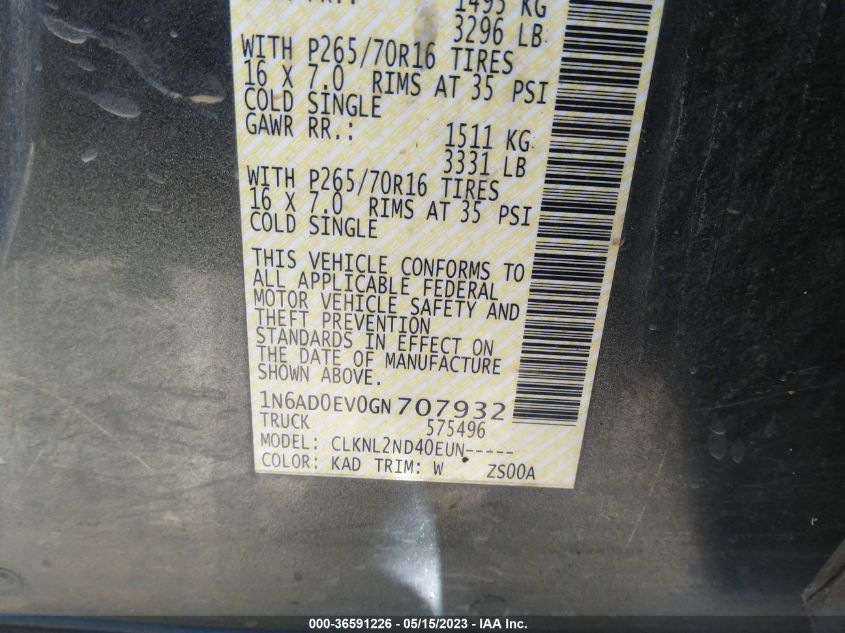 1495 KG
3296 LB
WITH P265/70R16 TIRES
16 X 7.0 RIMS AT 35 PSI
COLD SINGLE
GAWR RR.: 1511 KG
3331 LB
WITH P265/70R16 TIRES
16 X 7.0 RIMS AT 35 PSI
COLD SINGLE
THIS VEHICLE CONFORMS TO
ALL APPLICABLE FEDERAL
MOTOR VEHICLE SAFETY AND
THEFT PREVENTION
STANDARDS IN EFFECT ON
THE DATE OF MANUFACTURE
SHOWN ABOVE.
1N6AD0EV0GN707932
TRUCK 575496
MODEL: CLKNL2ND40EUN-----
COLOR: KAD TRIM: W ZS00A
000-36591226 - 05/15/2023 - IAA Inc.